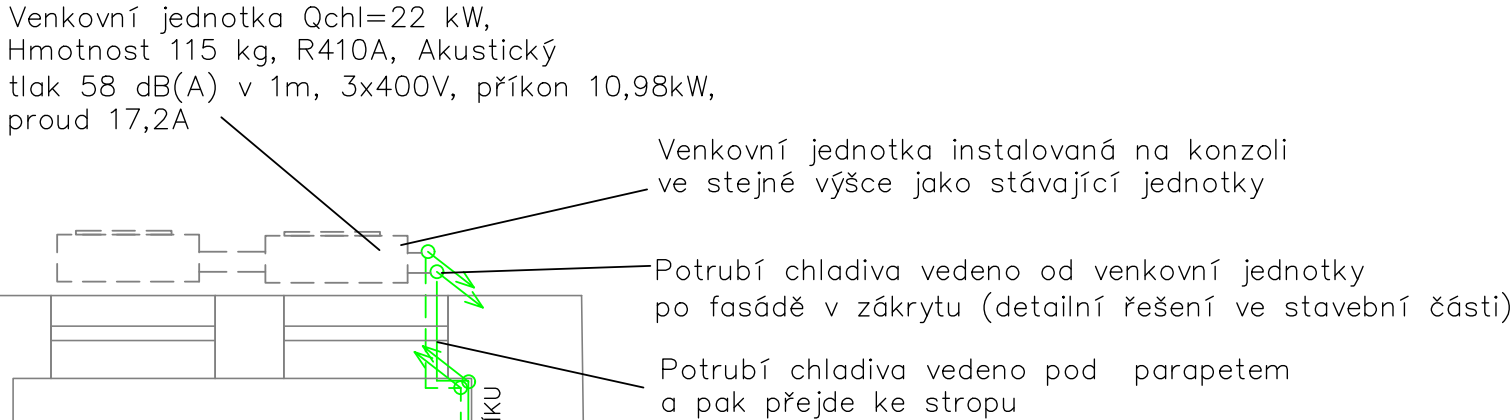 Venkovní jednotka Qchl=22 kW,
Hmotnost 115 kg, R410A, Akustický
tlak 58 dB(A) v 1m, 3x400V, příkon 10,98kW,
proud 17,2A
Venkovní jednotka instalovaná na konzoli
ve stejné výšce jako stávající jednotky
Potrubí chladiva vedeno od venkovní jednotky
po fasádě v zákrytu (detailní řešení ve stavební části)
Potrubí chladiva vedeno pod parapetem
a pak přejde ke stropu